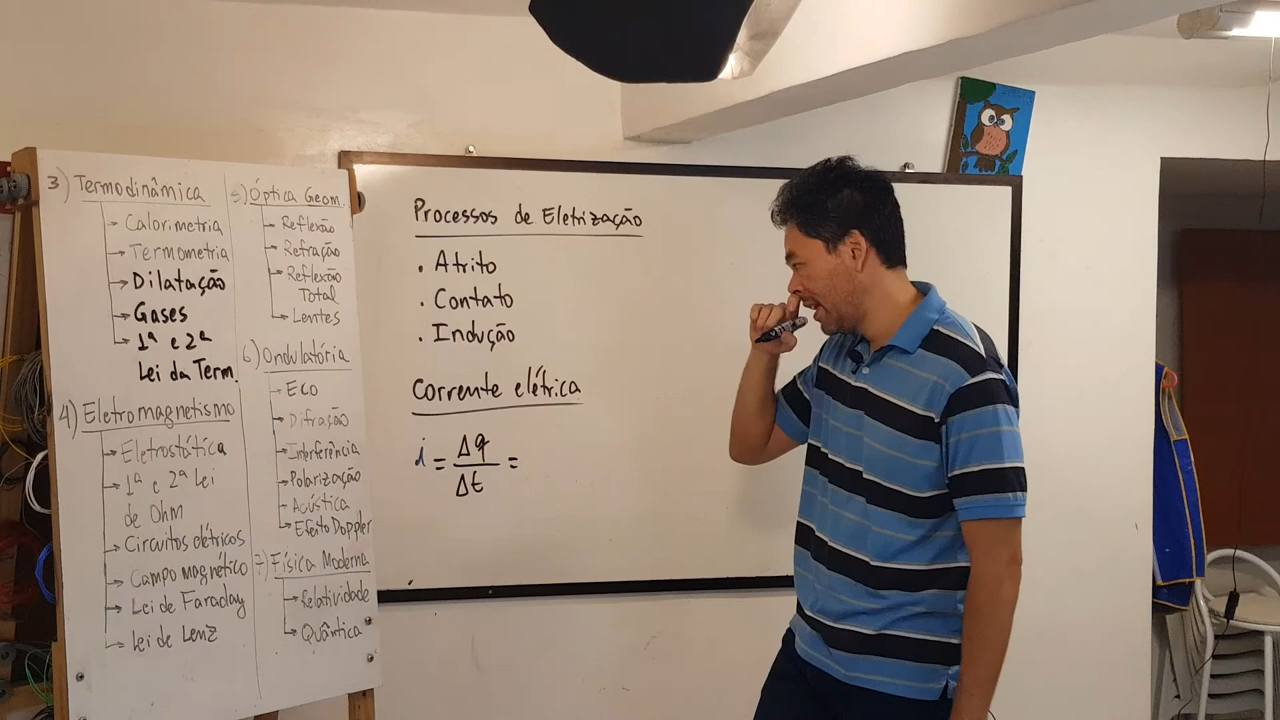 3) Termodinâmica
Calorimetria
Termometria
Dilatação
Gases
1ª e 2ª
Lei da Term.
4) Eletromagnetismo
Eletrostática
1ª e 2ª Lei
de Ohm
Circuitos elétricos
Campo magnético
Lei de Faraday
Lei de Lenz
5) Óptica Geom.
Reflexão
Refração
Reflexão
Total
Lentes
6) Ondulatória
Eco
Difração
Interferência
Polarização
Acústica
Efeito Doppler
7) Física Moderna
Relatividade
Quântica
Processos de Eletrização
. Atrito
. Contato
. Indução
Corrente elétrica
i = Δq =
Δt